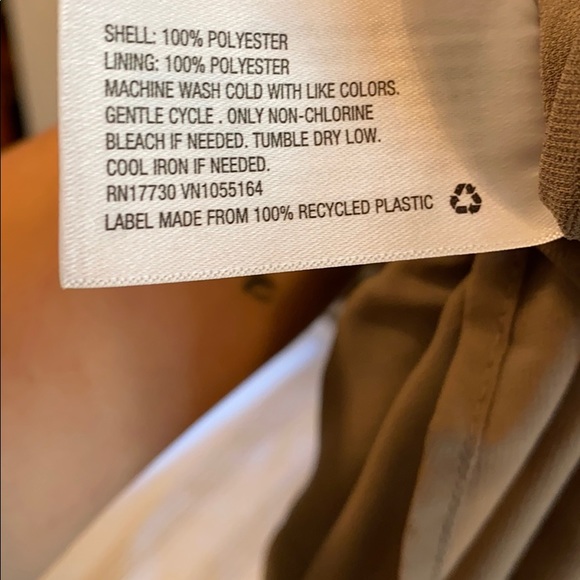 SHELL: 100% POLYESTER
LINING: 100% POLYESTER
MACHINE WASH COLD WITH LIKE COLORS.
GENTLE CYCLE . ONLY NON-CHLORINE
BLEACH IF NEEDED. TUMBLE DRY LOW.
COOL IRON IF NEEDED.
RN17730 VN1055164
LABEL MADE FROM 100% RECYCLED PLASTIC